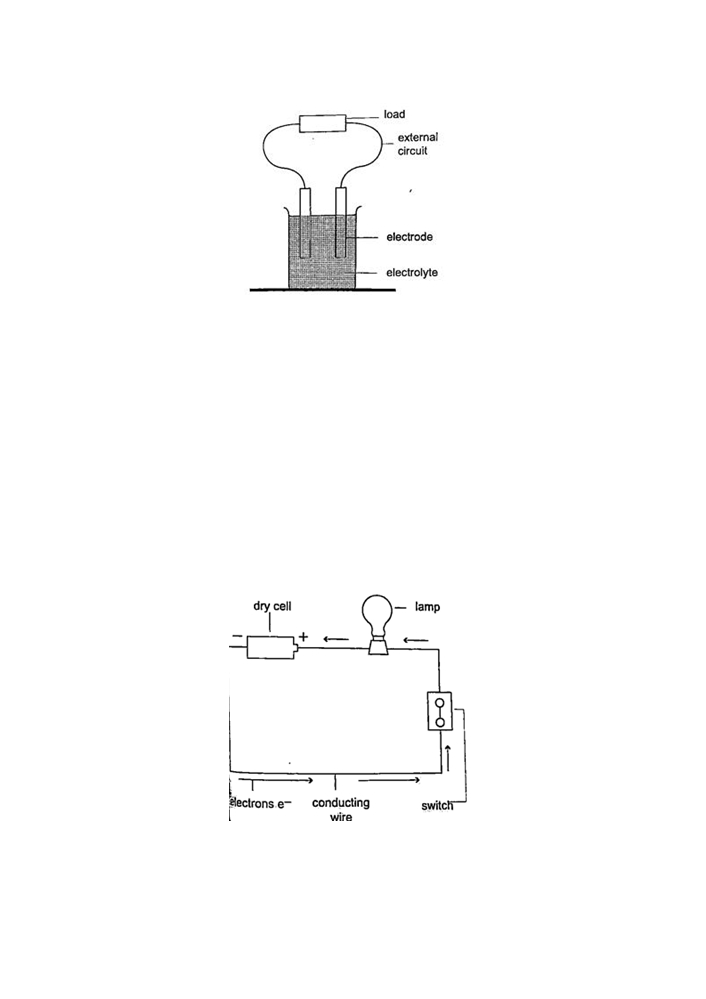 load
external
circuit
electrode
electrolyte
dry cell
lamp
− +
electrons e−
conducting
wire
switch